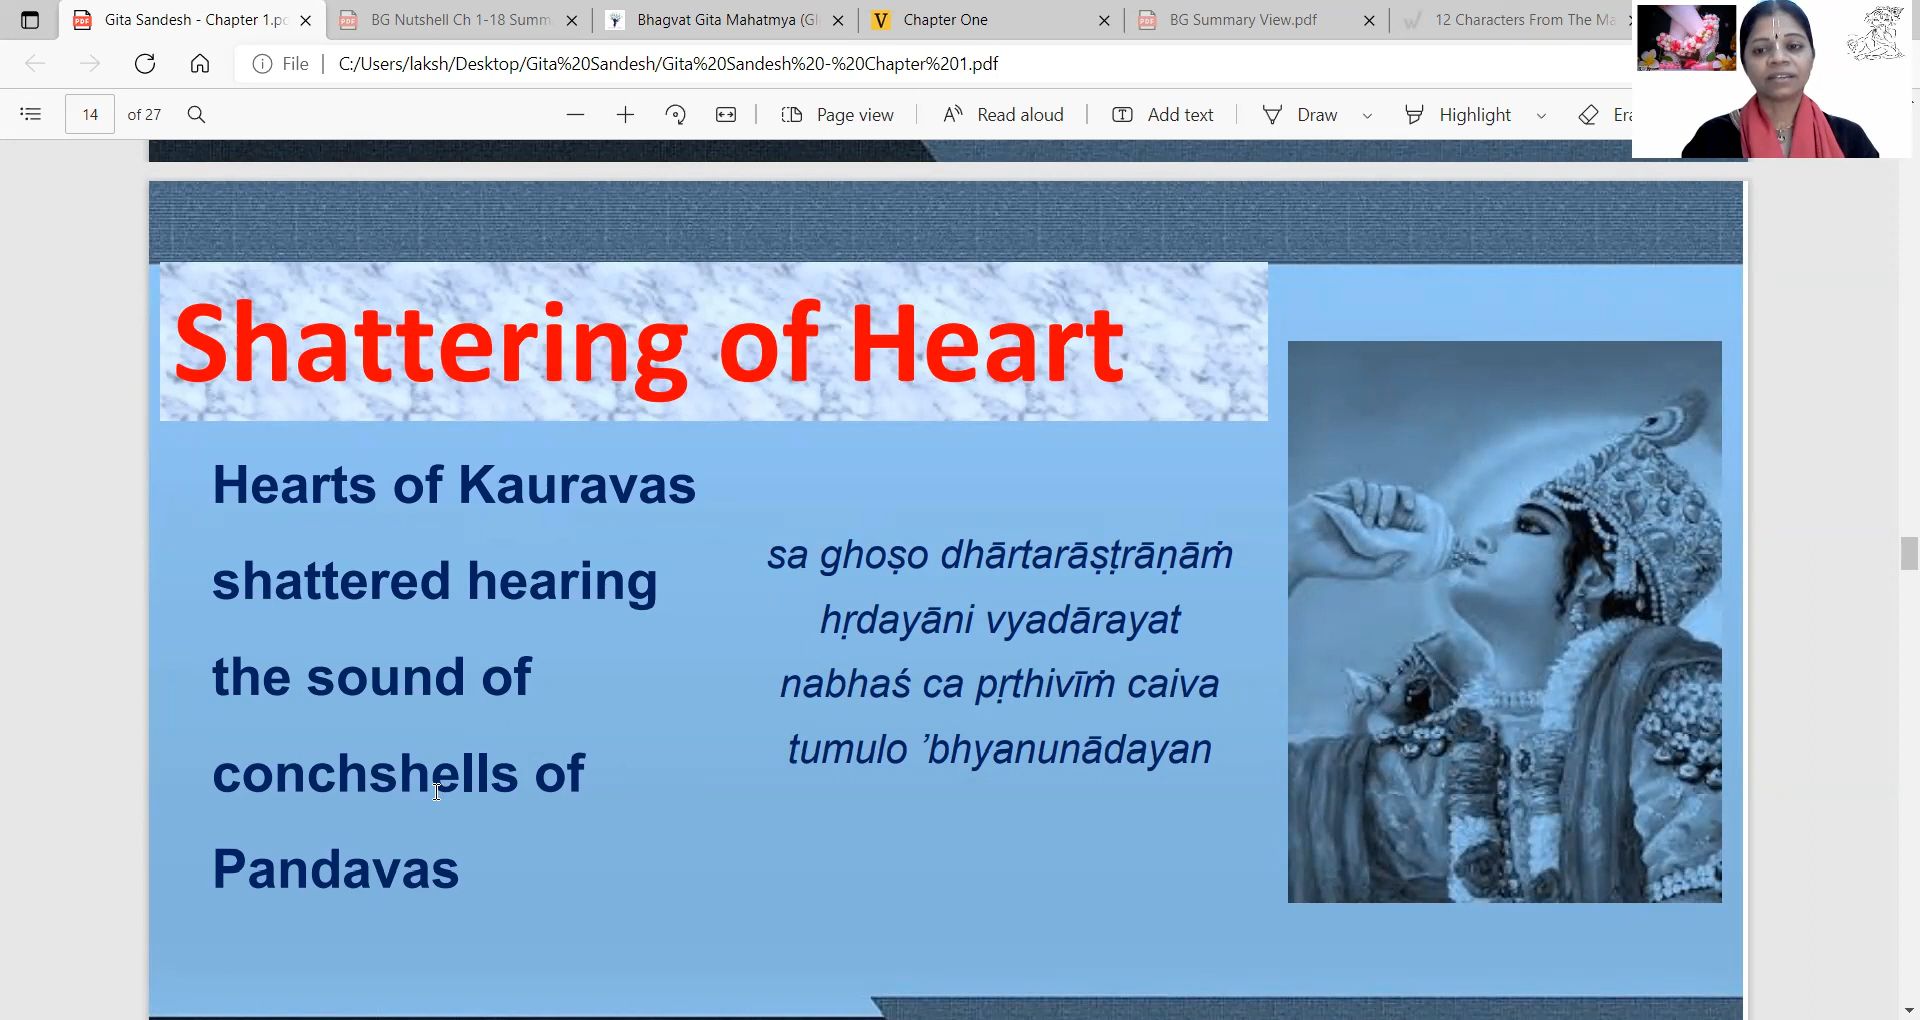 Gita Sandesh - Chapter 1.pd
BG Nutshell Ch 1-18 Summ
Bhagvat Gita Mahatmya (Gl
Chapter One
BG Summary View.pdf
12 Characters From The Ma
File
C:/Users/laksh/Desktop/Gita%20Sandesh/Gita%20Sandesh%20-%20Chapter%201.pdf
14 of 27
Page view
Read aloud
Add text
Draw
Highlight
Era
Shattering of Heart
Hearts of Kauravas
shattered hearing
the sound of
conchshells of
Pandavas
sa ghoṣo dhārtarāṣṭrāṇāṁ
hṛdayāni vyadārayat
nabhaś ca pṛthivīṁ caiva
tumulo ’bhyanunādayan